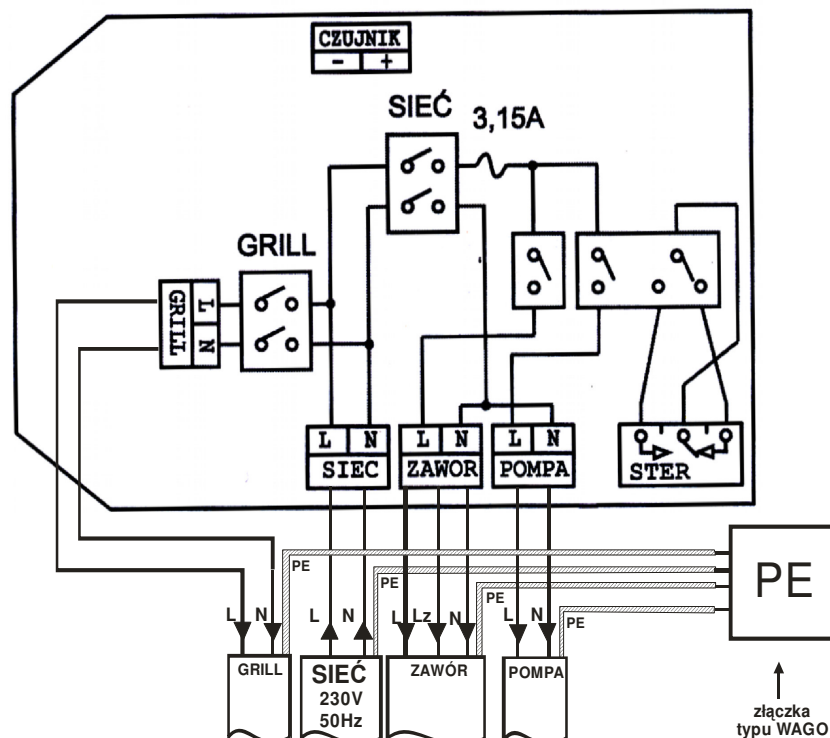 CZUJNIK
- +
SIEĆ
3,15A
GRILL
GRILL
L
N
L N
SIEC
L N
ZAWOR
L N
POMPA
STER
PE
PE
PE
PE
PE
L N
L N
L Lz N
L N
GRILL
SIEĆ
230V
50Hz
ZAWÓR
POMPA
złączka
typu WAGO